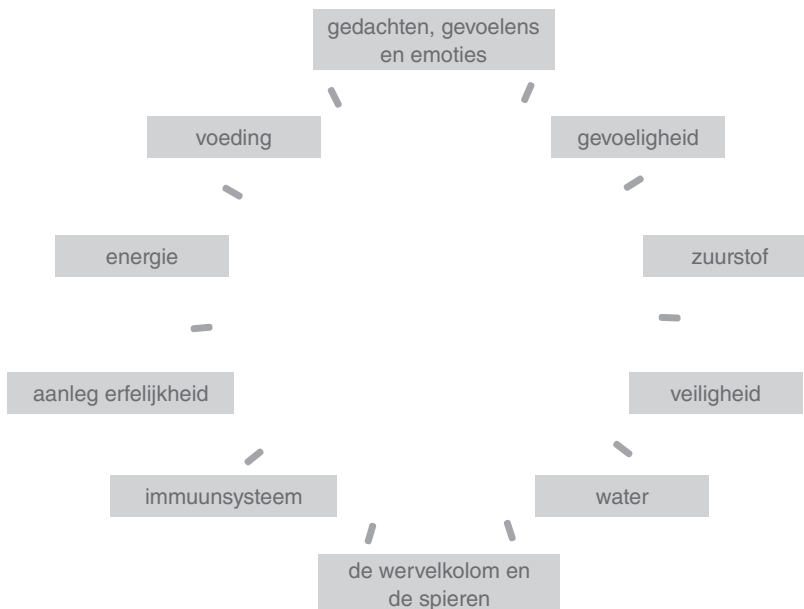 gedachten, gevoelens
en emoties
voeding
gevoeligheid
energie
zuurstof
aanleg erfelijkheid
veiligheid
immuunsysteem
water
de wervelkolom en
de spieren